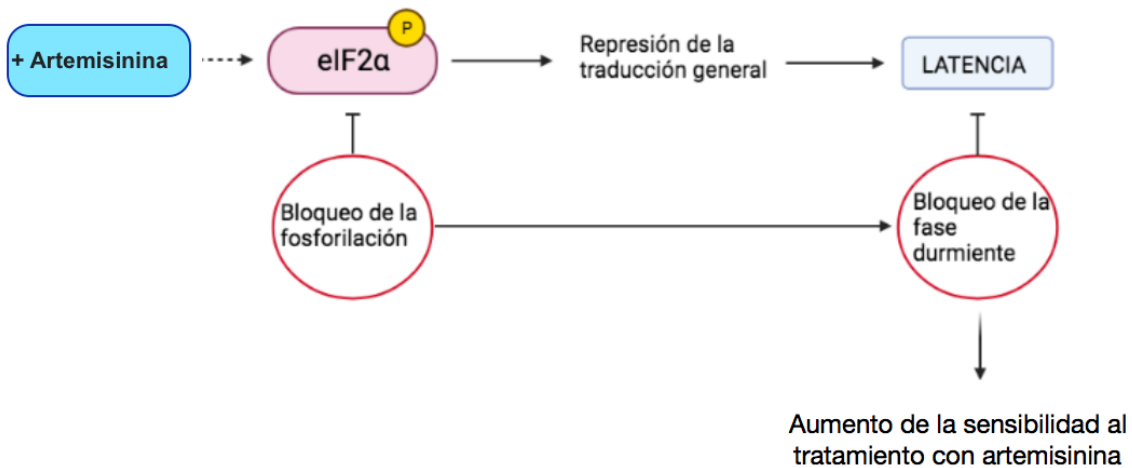 + Artemisinina
eIF2α
P
Represión de la
traducción general
LATENCIA
Bloqueo de la
fosforilación
Bloqueo de la
fase
durmiente
Aumento de la sensibilidad al
tratamiento con artemisinina